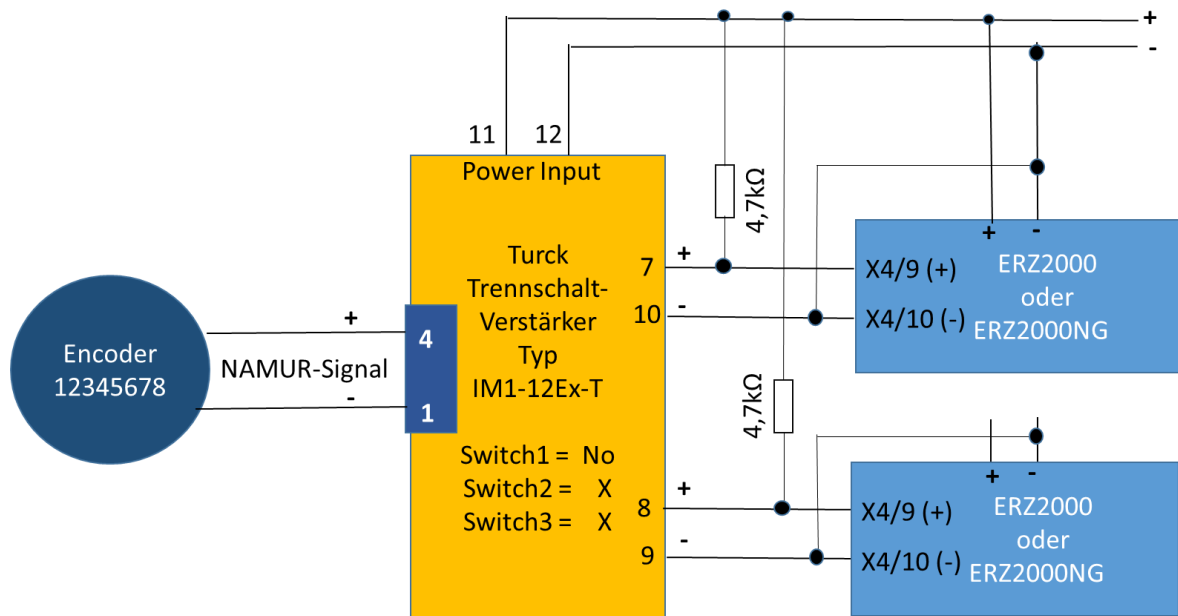 +
-
11 12
Power Input
4,7kΩ
+ -
Turck
Trennschalt-
Verstärker
Typ
IM1-12Ex-T
7
+
X4/9 (+)
10
-
X4/10 (-)
ERZ2000
oder
ERZ2000NG
Encoder
12345678
+
NAMUR-Signal
-
4
1
4,7kΩ
Switch1 = No
Switch2 = X
Switch3 = X
+ -
8
+
X4/9 (+)
9
-
X4/10 (-)
ERZ2000
oder
ERZ2000NG